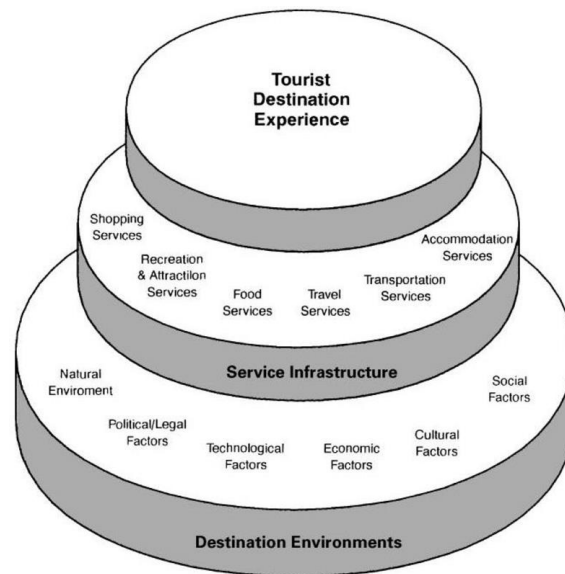 Tourist
Destination
Experience
Shopping
Services
Recreation
& Attractilon
Services
Food
Services
Travel
Services
Transportation
Services
Accommodation
Services
Service Infrastructure
Natural
Enviroment
Political/Legal
Factors
Technological
Factors
Economic
Factors
Cultural
Factors
Social
Factors
Destination Environments